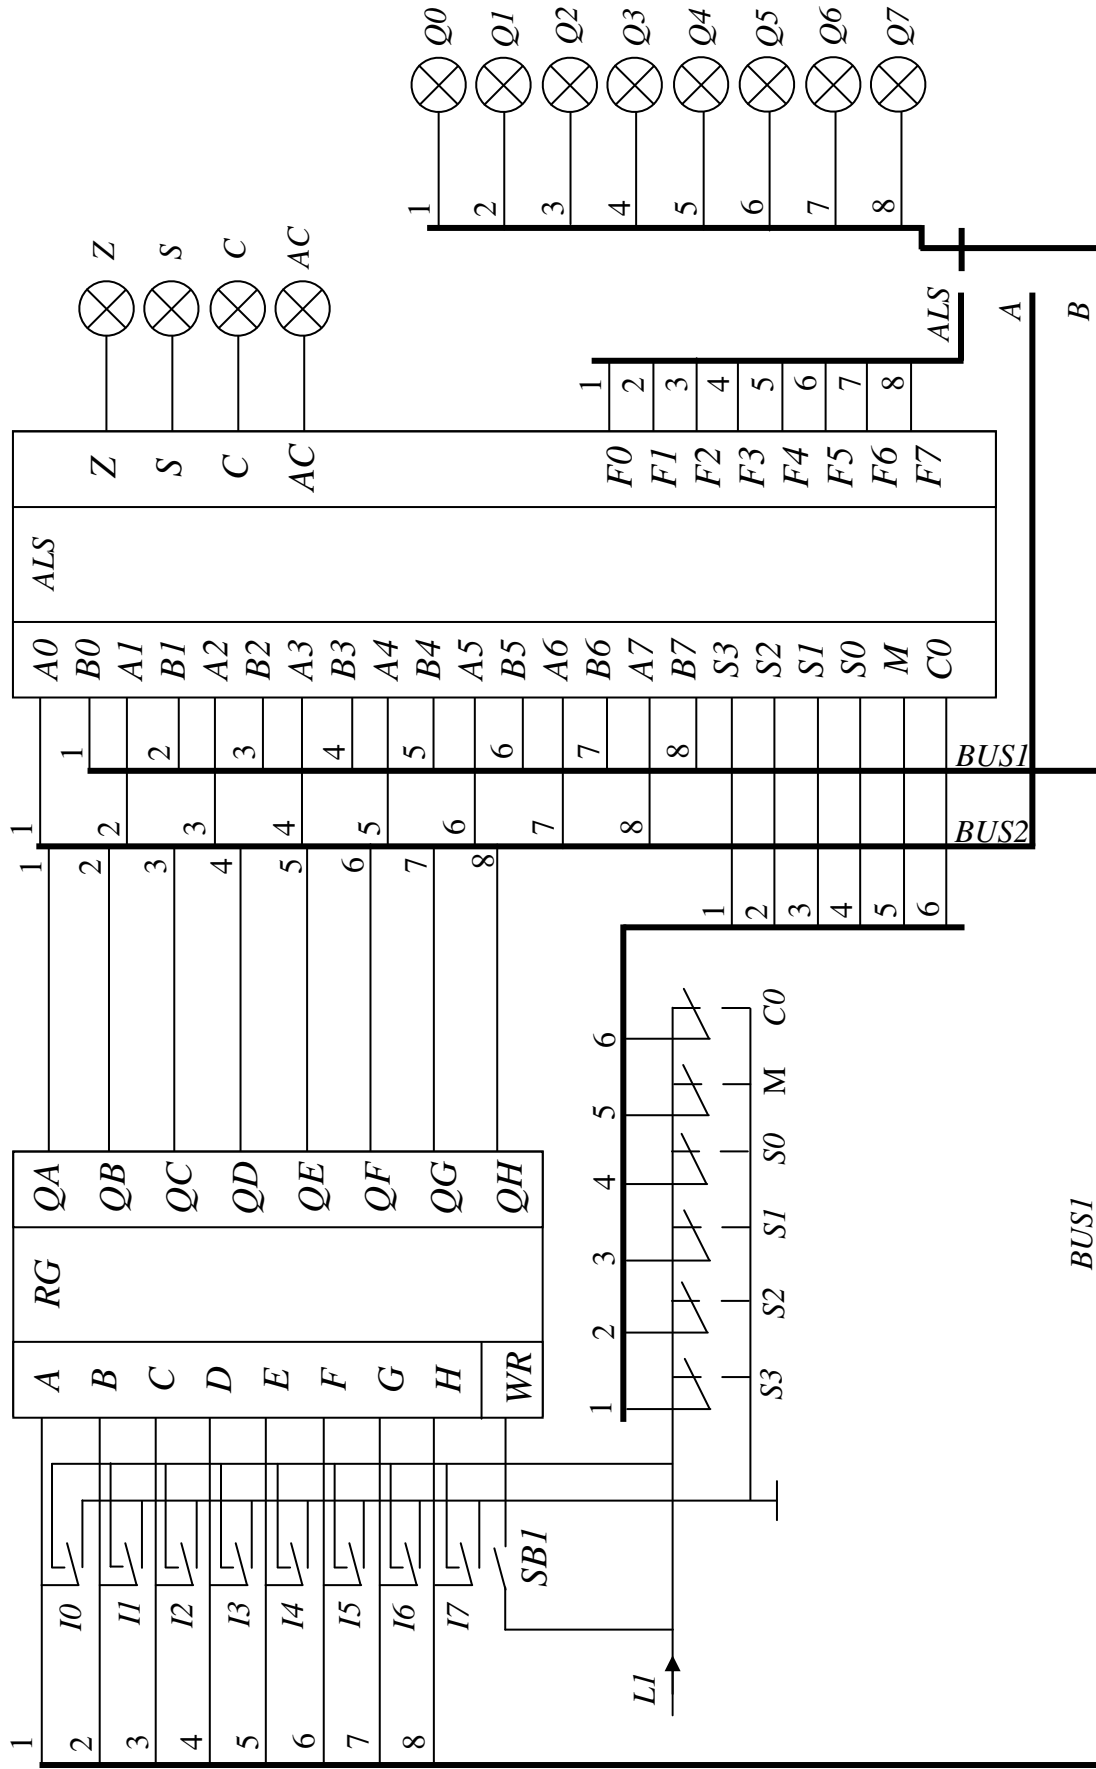 1 2 3 4 5 6 7 8
I0 I1 I2 I3 I4 I5 I6 I7
SB1
L1
A B C D E F G H WR
RG
QA QB QC QD QE QF QG QH
1 2 3 4 5 6 7 8
1 2 3 4 5 6
S3 S2 S1 S0 M C0
1 2 3 4 5 6
1 2 3 4 5 6 7 8
BUS2
1 2 3 4 5 6 7 8
BUS1
A0 B0 A1 B1 A2 B2 A3 B3 A4 B4 A5 B5 A6 B6 A7 B7 S3 S2 S1 S0 M C0
ALS
Z S C AC
F0 F1 F2 F3 F4 F5 F6 F7
1 2 3 4 5 6 7 8
Z S C AC
ALS
A
B
1 2 3 4 5 6 7 8
Q0 Q1 Q2 Q3 Q4 Q5 Q6 Q7
BUS1